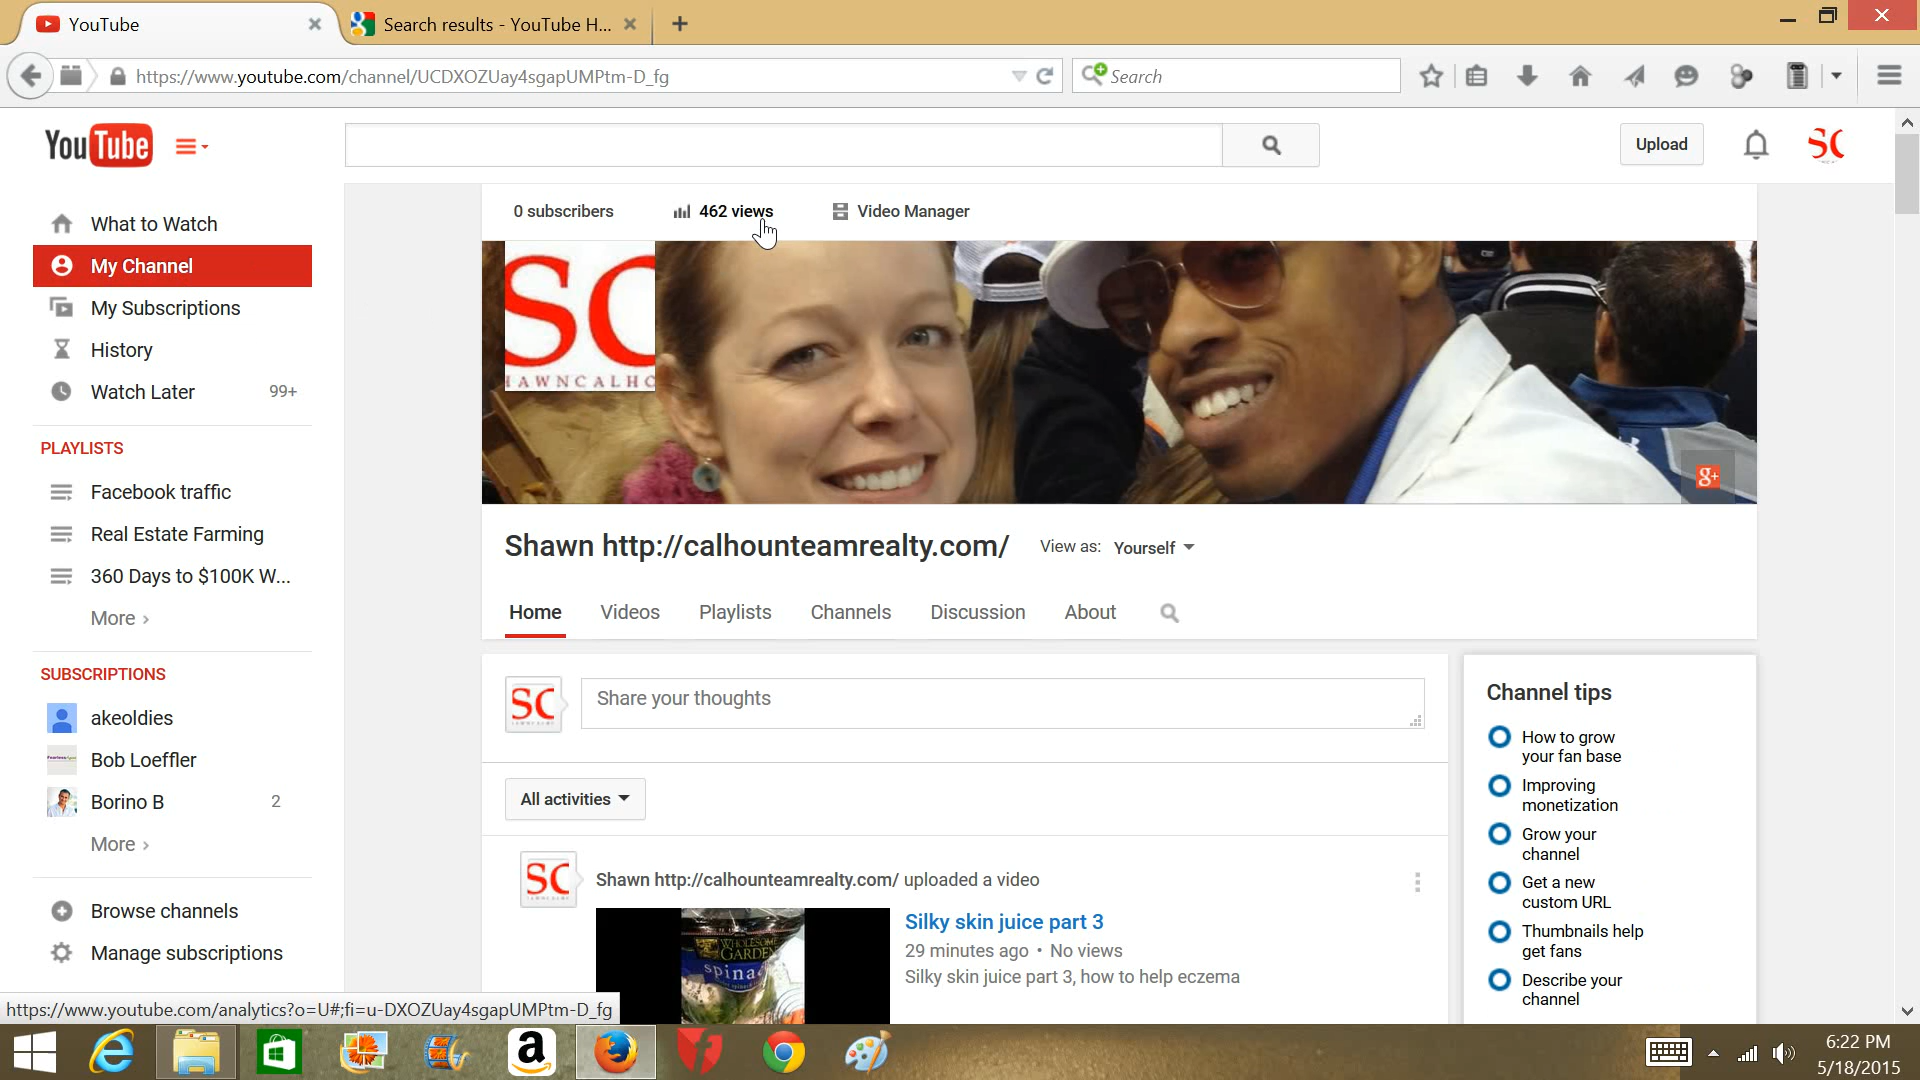 YouTube
Search results - YouTube H...
https://www.youtube.com/channel/UCDXOZUay4sgapUMPtm-D_fg
Search
YouTube
Upload
SC
0 subscribers
462 views
Video Manager
What to Watch
My Channel
My Subscriptions
History
Watch Later 99+
PLAYLISTS
Facebook traffic
Real Estate Farming
360 Days to $100K W...
More ›
SUBSCRIPTIONS
akeoldies
Bob Loeffler
Borino B 2
More ›
Browse channels
Manage subscriptions
SC
HAWNCALHO
g+
Shawn http://calhounteamrealty.com/
View as: Yourself
Home Videos Playlists Channels Discussion About
SC
Share your thoughts
All activities
SC
Shawn http://calhounteamrealty.com/ uploaded a video
WHOLESOME
GARDEN
spinac
Silky skin juice part 3
29 minutes ago • No views
Silky skin juice part 3, how to help eczema
Channel tips
How to grow
your fan base
Improving
monetization
Grow your
channel
Get a new
custom URL
Thumbnails help
get fans
Describe your
channel
https://www.youtube.com/analytics?o=U#;fi=u-DXOZUay4sgapUMPtm-D_fg
6:22 PM
5/18/2015